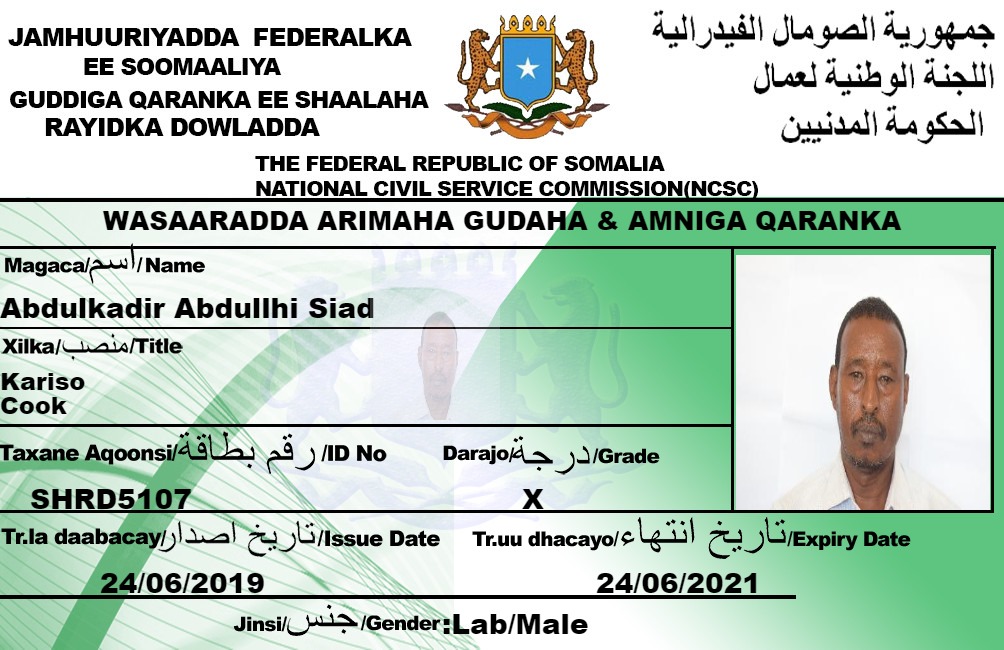 JAMHUURIYADDA FEDERALKA
EE SOOMAALIYA
GUDDIGA QARANKA EE SHAALAHA
RAYIDKA DOWLADDA
جمهورية الصومال الفيدرالية
اللجنة الوطنية لعمال
الحكومة المدنيين
THE FEDERAL REPUBLIC OF SOMALIA
NATIONAL CIVIL SERVICE COMMISSION(NCSC)
WASAARADDA ARIMAHA GUDAHA & AMNIGA QARANKA
Magaca/اسم/Name
Abdulkadir Abdullhi Siad
Xilka/منصب/Title
Kariso
Cook
Taxane Aqoonsi/رقم بطاقة/ID No
Darajo/درجة/Grade
SHRD5107
X
Tr.la daabacay/تاريخ اصدار/Issue Date
Tr.uu dhacayo/تاريخ انتهاء/Expiry Date
24/06/2019
24/06/2021
Jinsi/جنس/Gender:Lab/Male